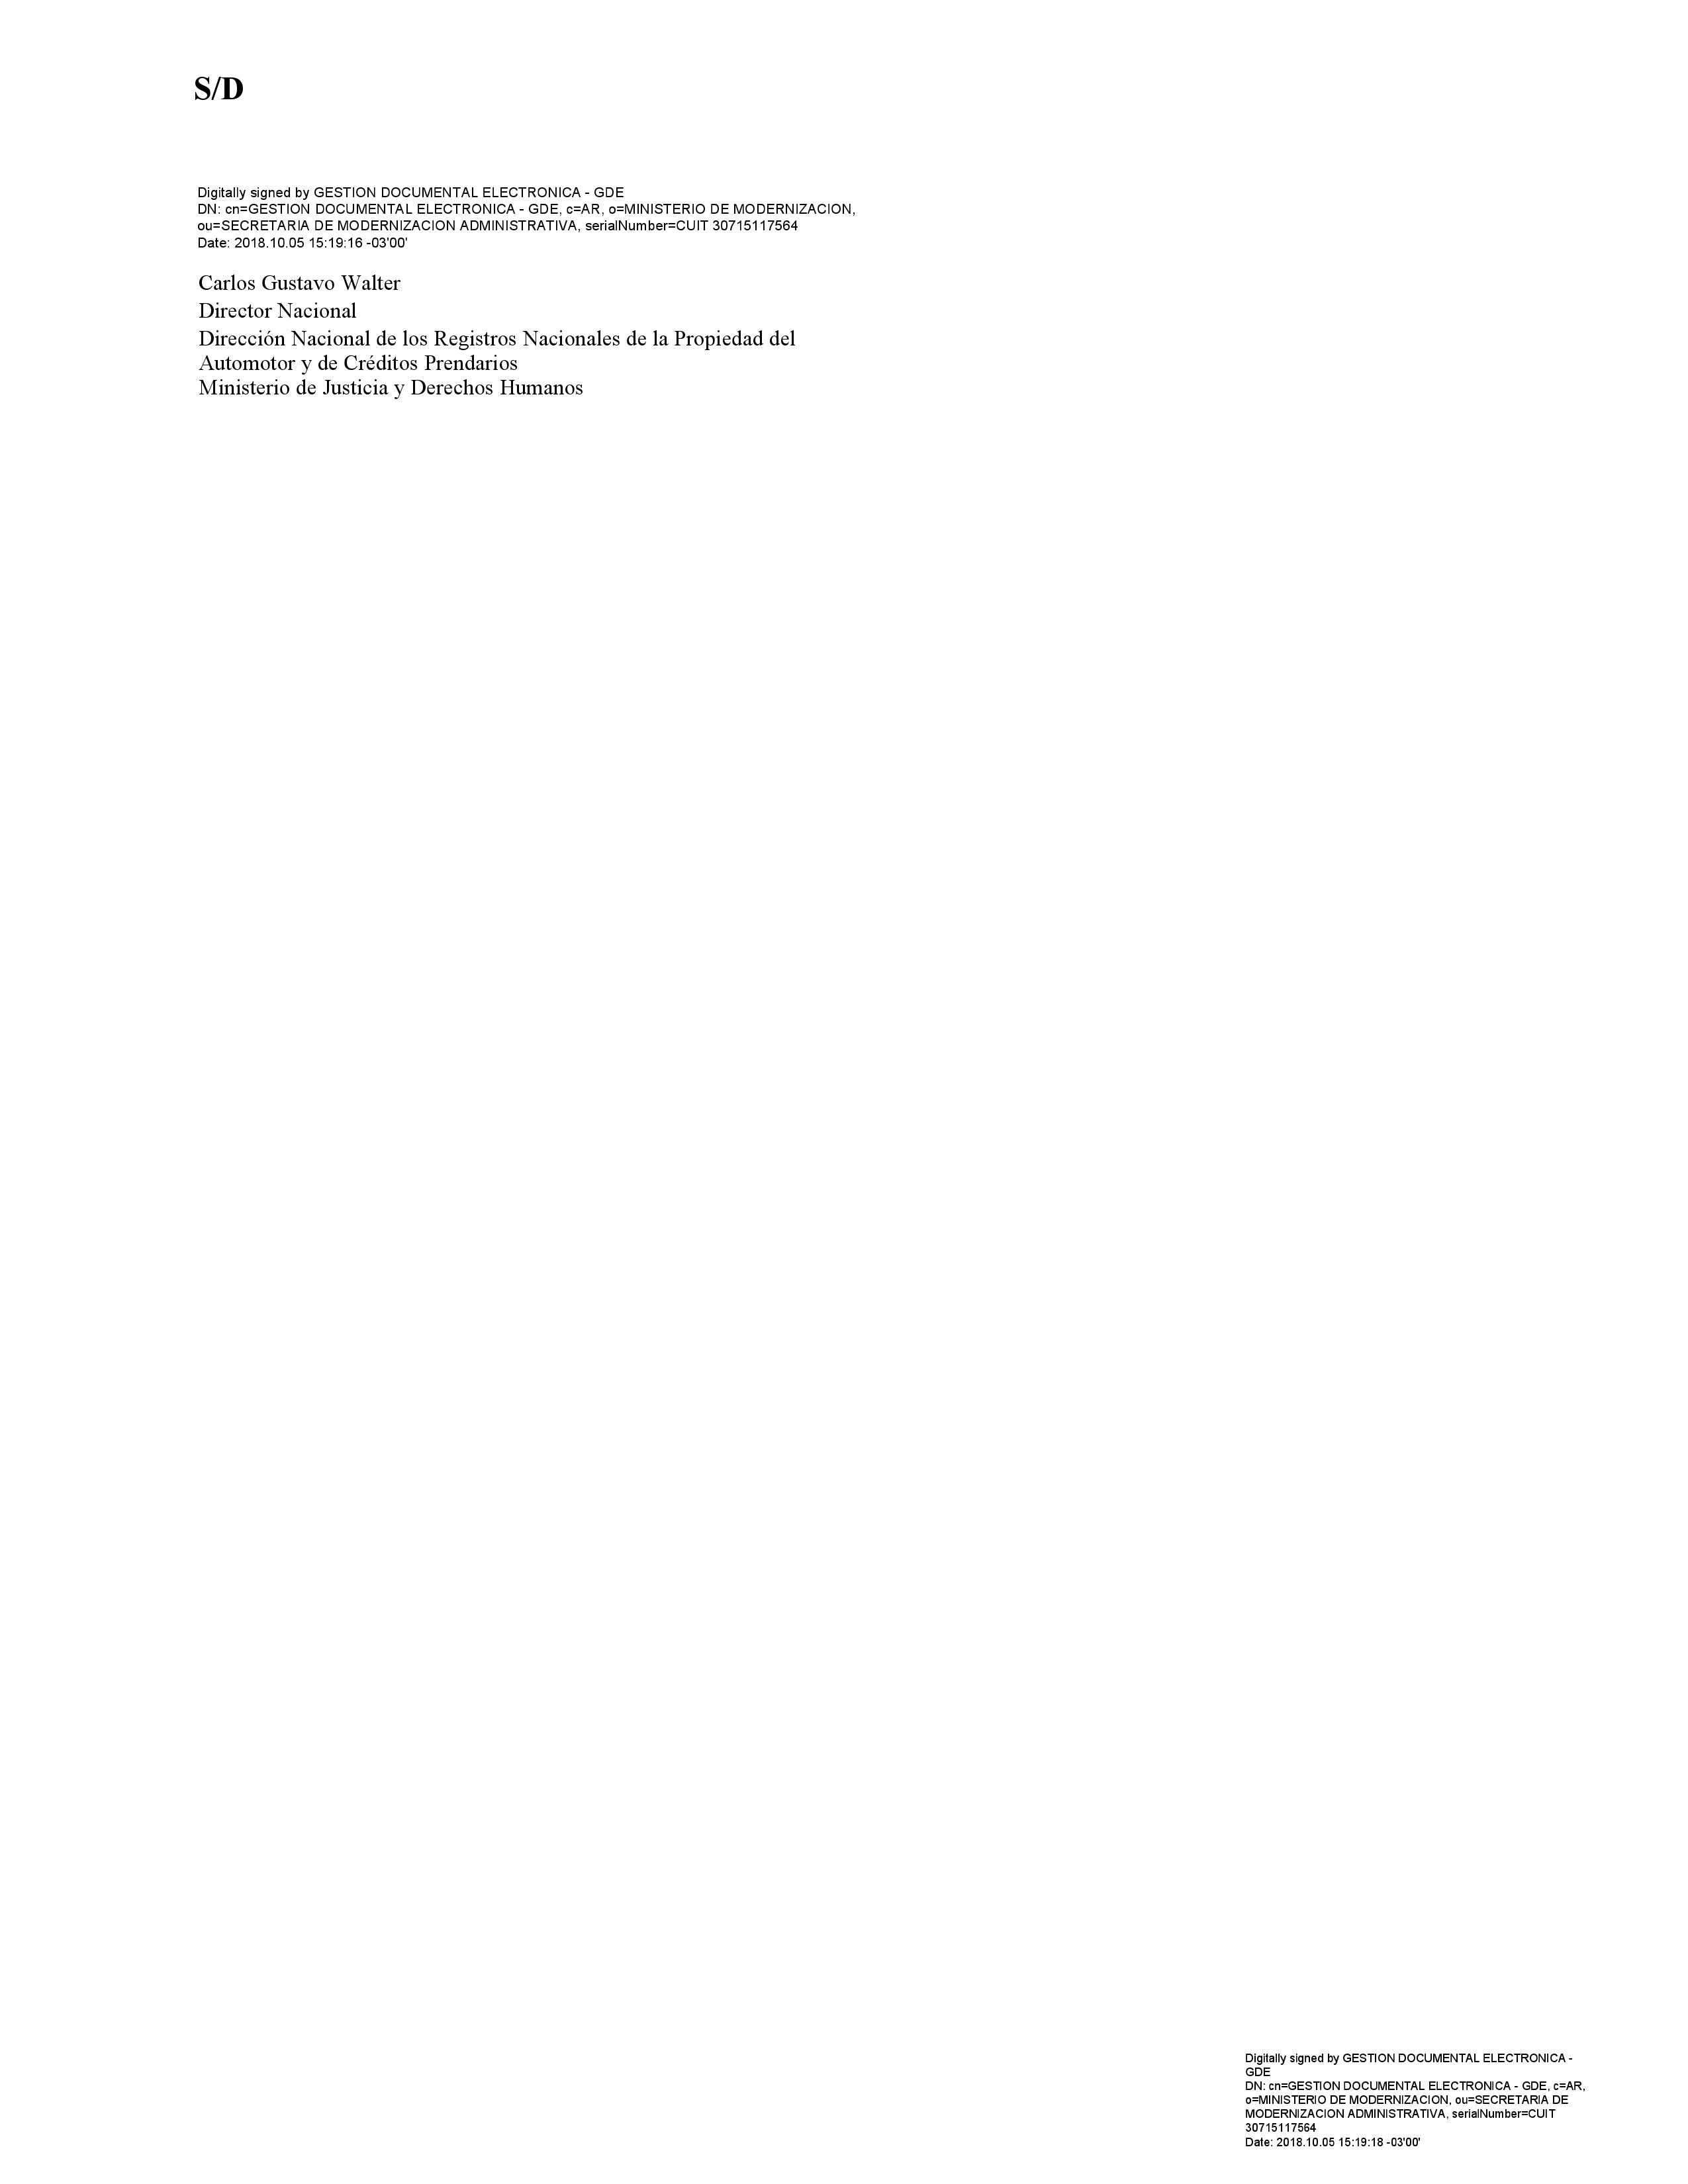 S/D
Digitally signed by GESTION DOCUMENTAL ELECTRONICA - GDE
DN: cn=GESTION DOCUMENTAL ELECTRONICA - GDE, c=AR, o=MINISTERIO DE MODERNIZACION,
ou=SECRETARIA DE MODERNIZACION ADMINISTRATIVA, serialNumber=CUIT 30715117564
Date: 2018.10.05 15:19:16 -03'00'
Carlos Gustavo Walter
Director Nacional
Dirección Nacional de los Registros Nacionales de la Propiedad del
Automotor y de Créditos Prendarios
Ministerio de Justicia y Derechos Humanos
Digitally signed by GESTION DOCUMENTAL ELECTRONICA -
GDE
DN: cn=GESTION DOCUMENTAL ELECTRONICA - GDE, c=AR,
o=MINISTERIO DE MODERNIZACION, ou=SECRETARIA DE
MODERNIZACION ADMINISTRATIVA, serialNumber=CUIT
30715117564
Date: 2018.10.05 15:19:18 -03'00'